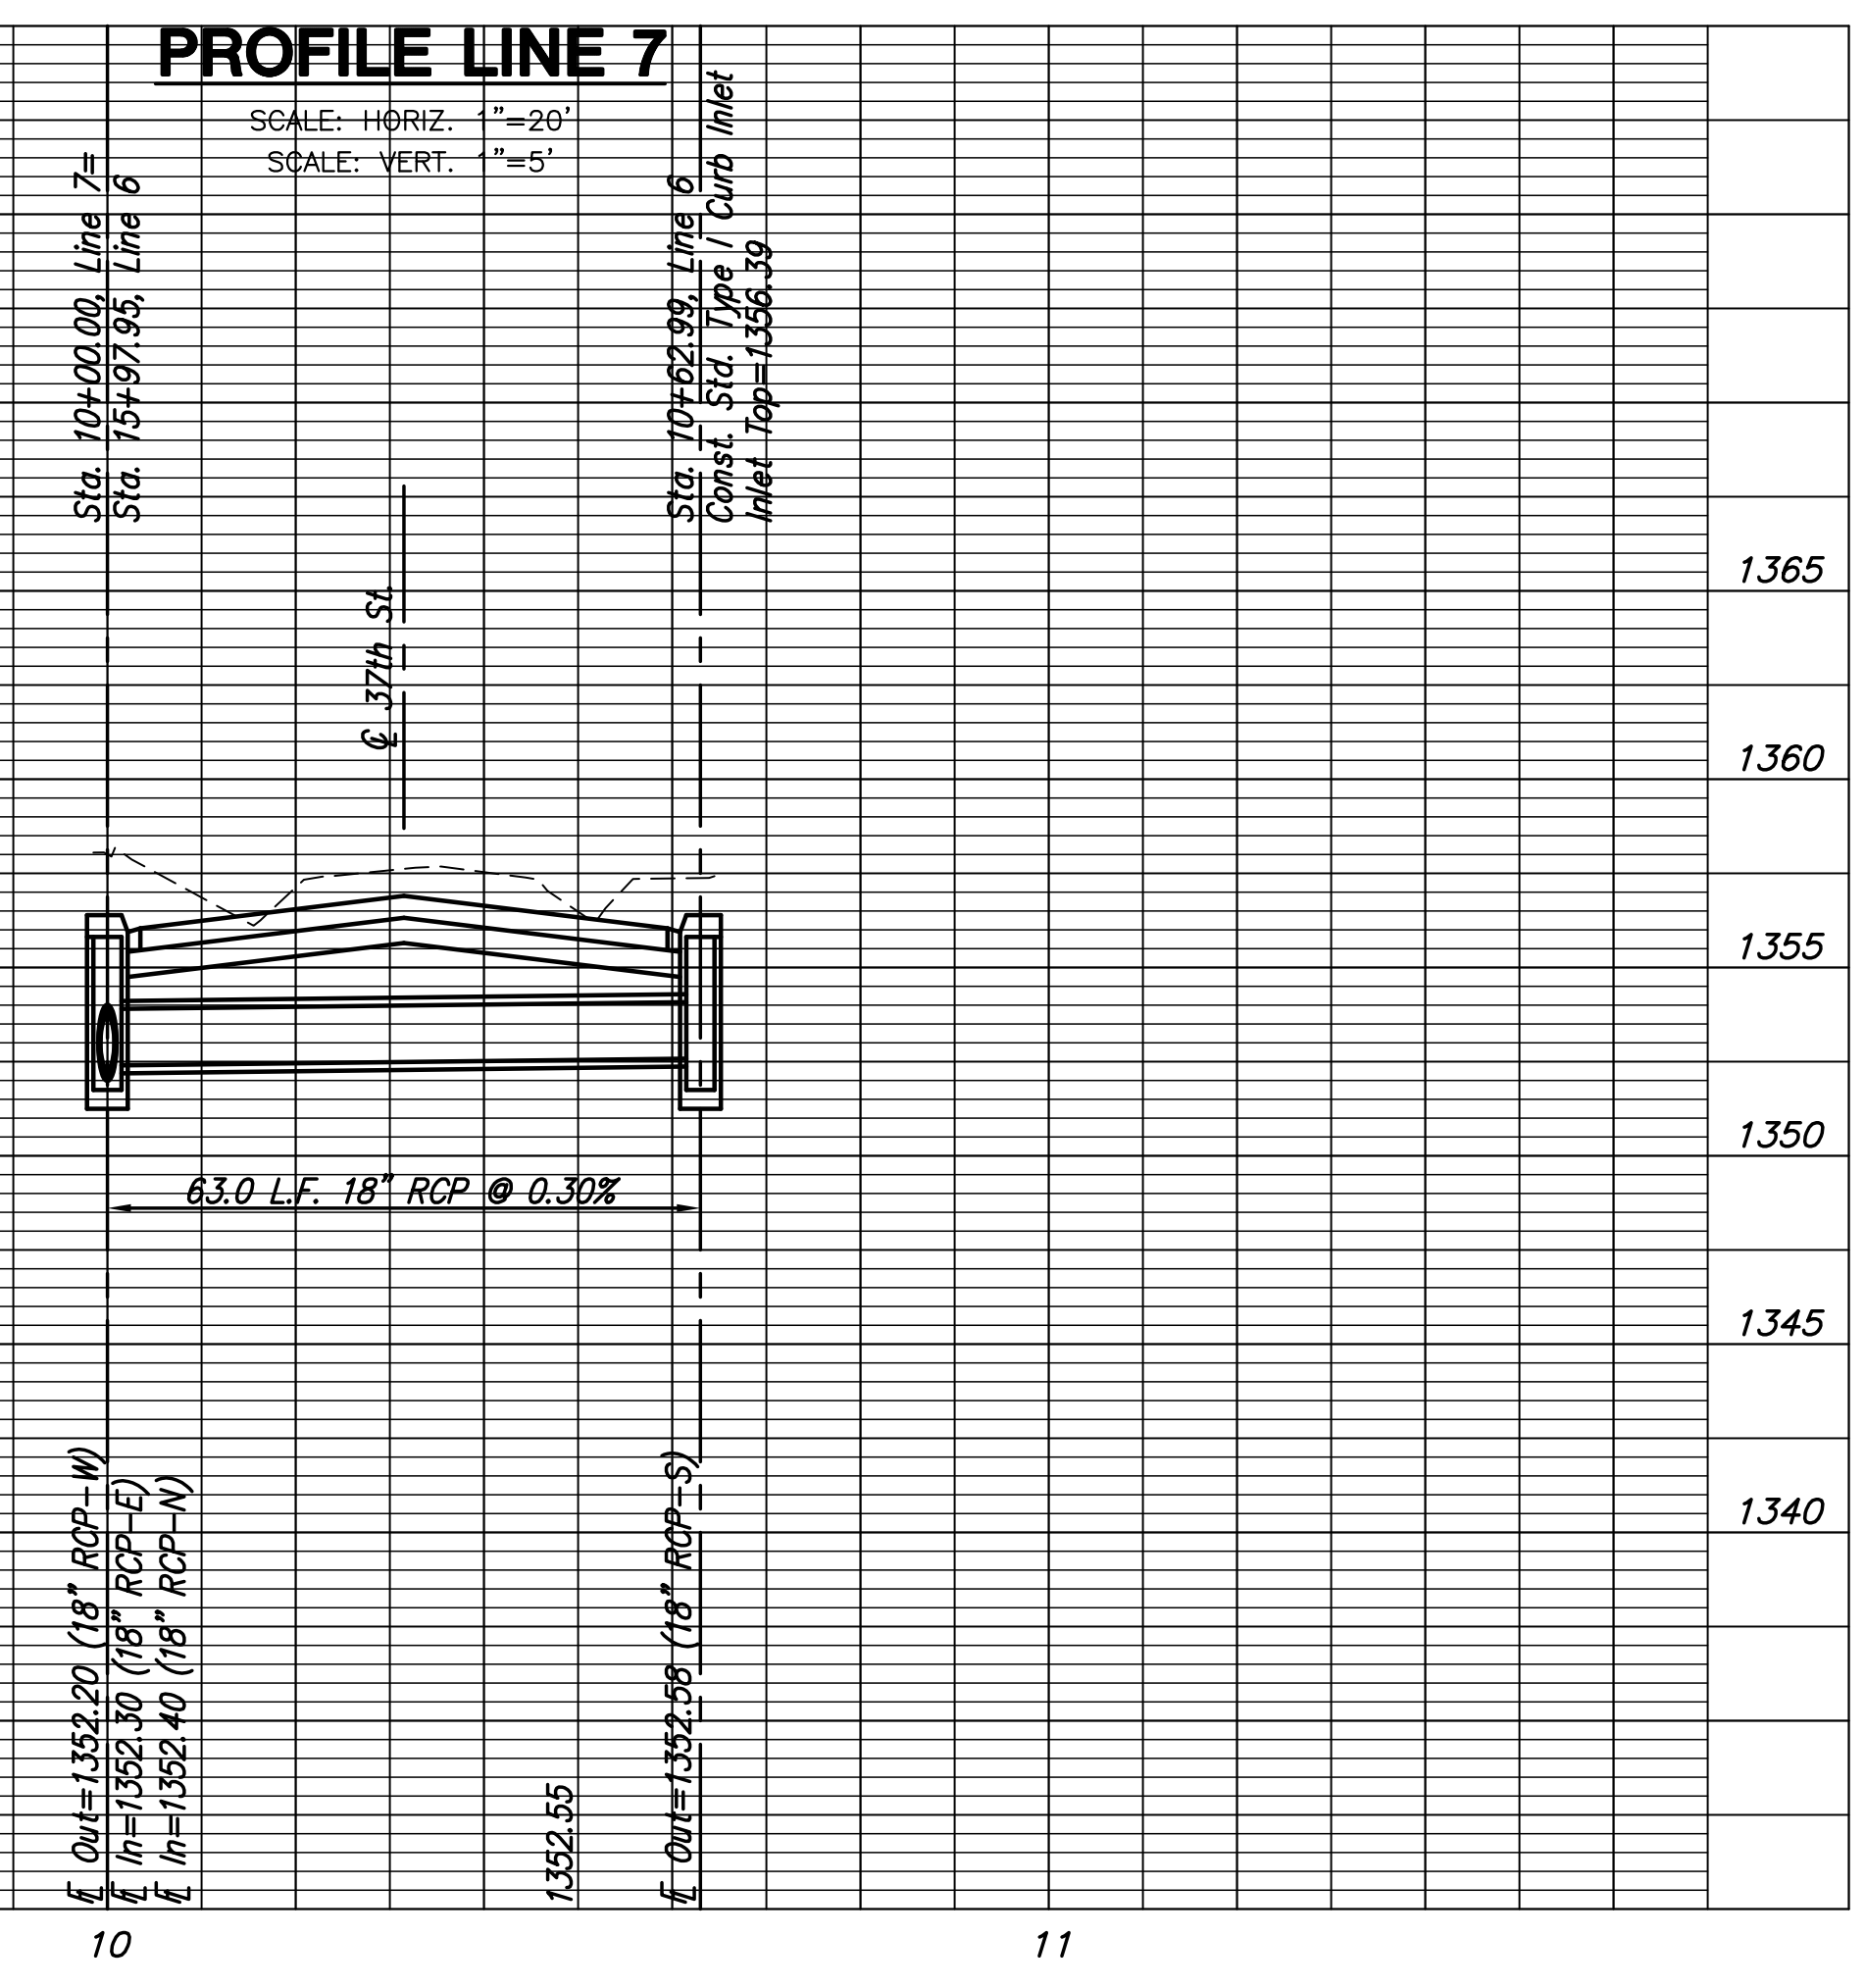 PROFILE LINE 7
SCALE: HORIZ. 1"=20'
SCALE: VERT. 1"=5'
Sta. 10+00.00, Line 7=
Sta. 15+97.95, Line 6
Sta. 10+62.99, Line 6
Const. Std. Type I Curb Inlet
Inlet Top=1356.39
℄ 37th St.
1365
1360
1355
1350
1345
1340
63.0 L.F. 18" RCP @ 0.30%
Out=1352.20 (18" RCP-W)
In=1352.30 (18" RCP-E)
In=1352.40 (18" RCP-N)
1352.55
Out=1352.58 (18" RCP-S)
10
11